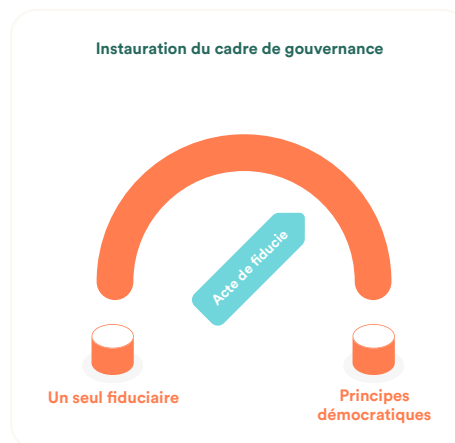 Instauration du cadre de gouvernance
Acte de fiducie
Un seul fiduciaire
Principes
démocratiques